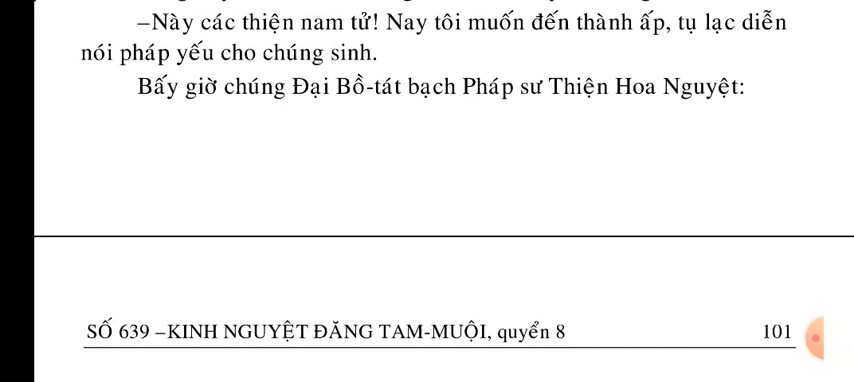 –Này các thiện nam tử! Nay tôi muốn đến thành ấp, tụ lạc diễn
nói pháp yếu cho chúng sinh.
Bấy giờ chúng Đại Bồ-tát bạch Pháp sư Thiện Hoa Nguyệt:
SỐ 639 –KINH NGUYỆT ĐĂNG TAM-MUỘI, quyển 8 101